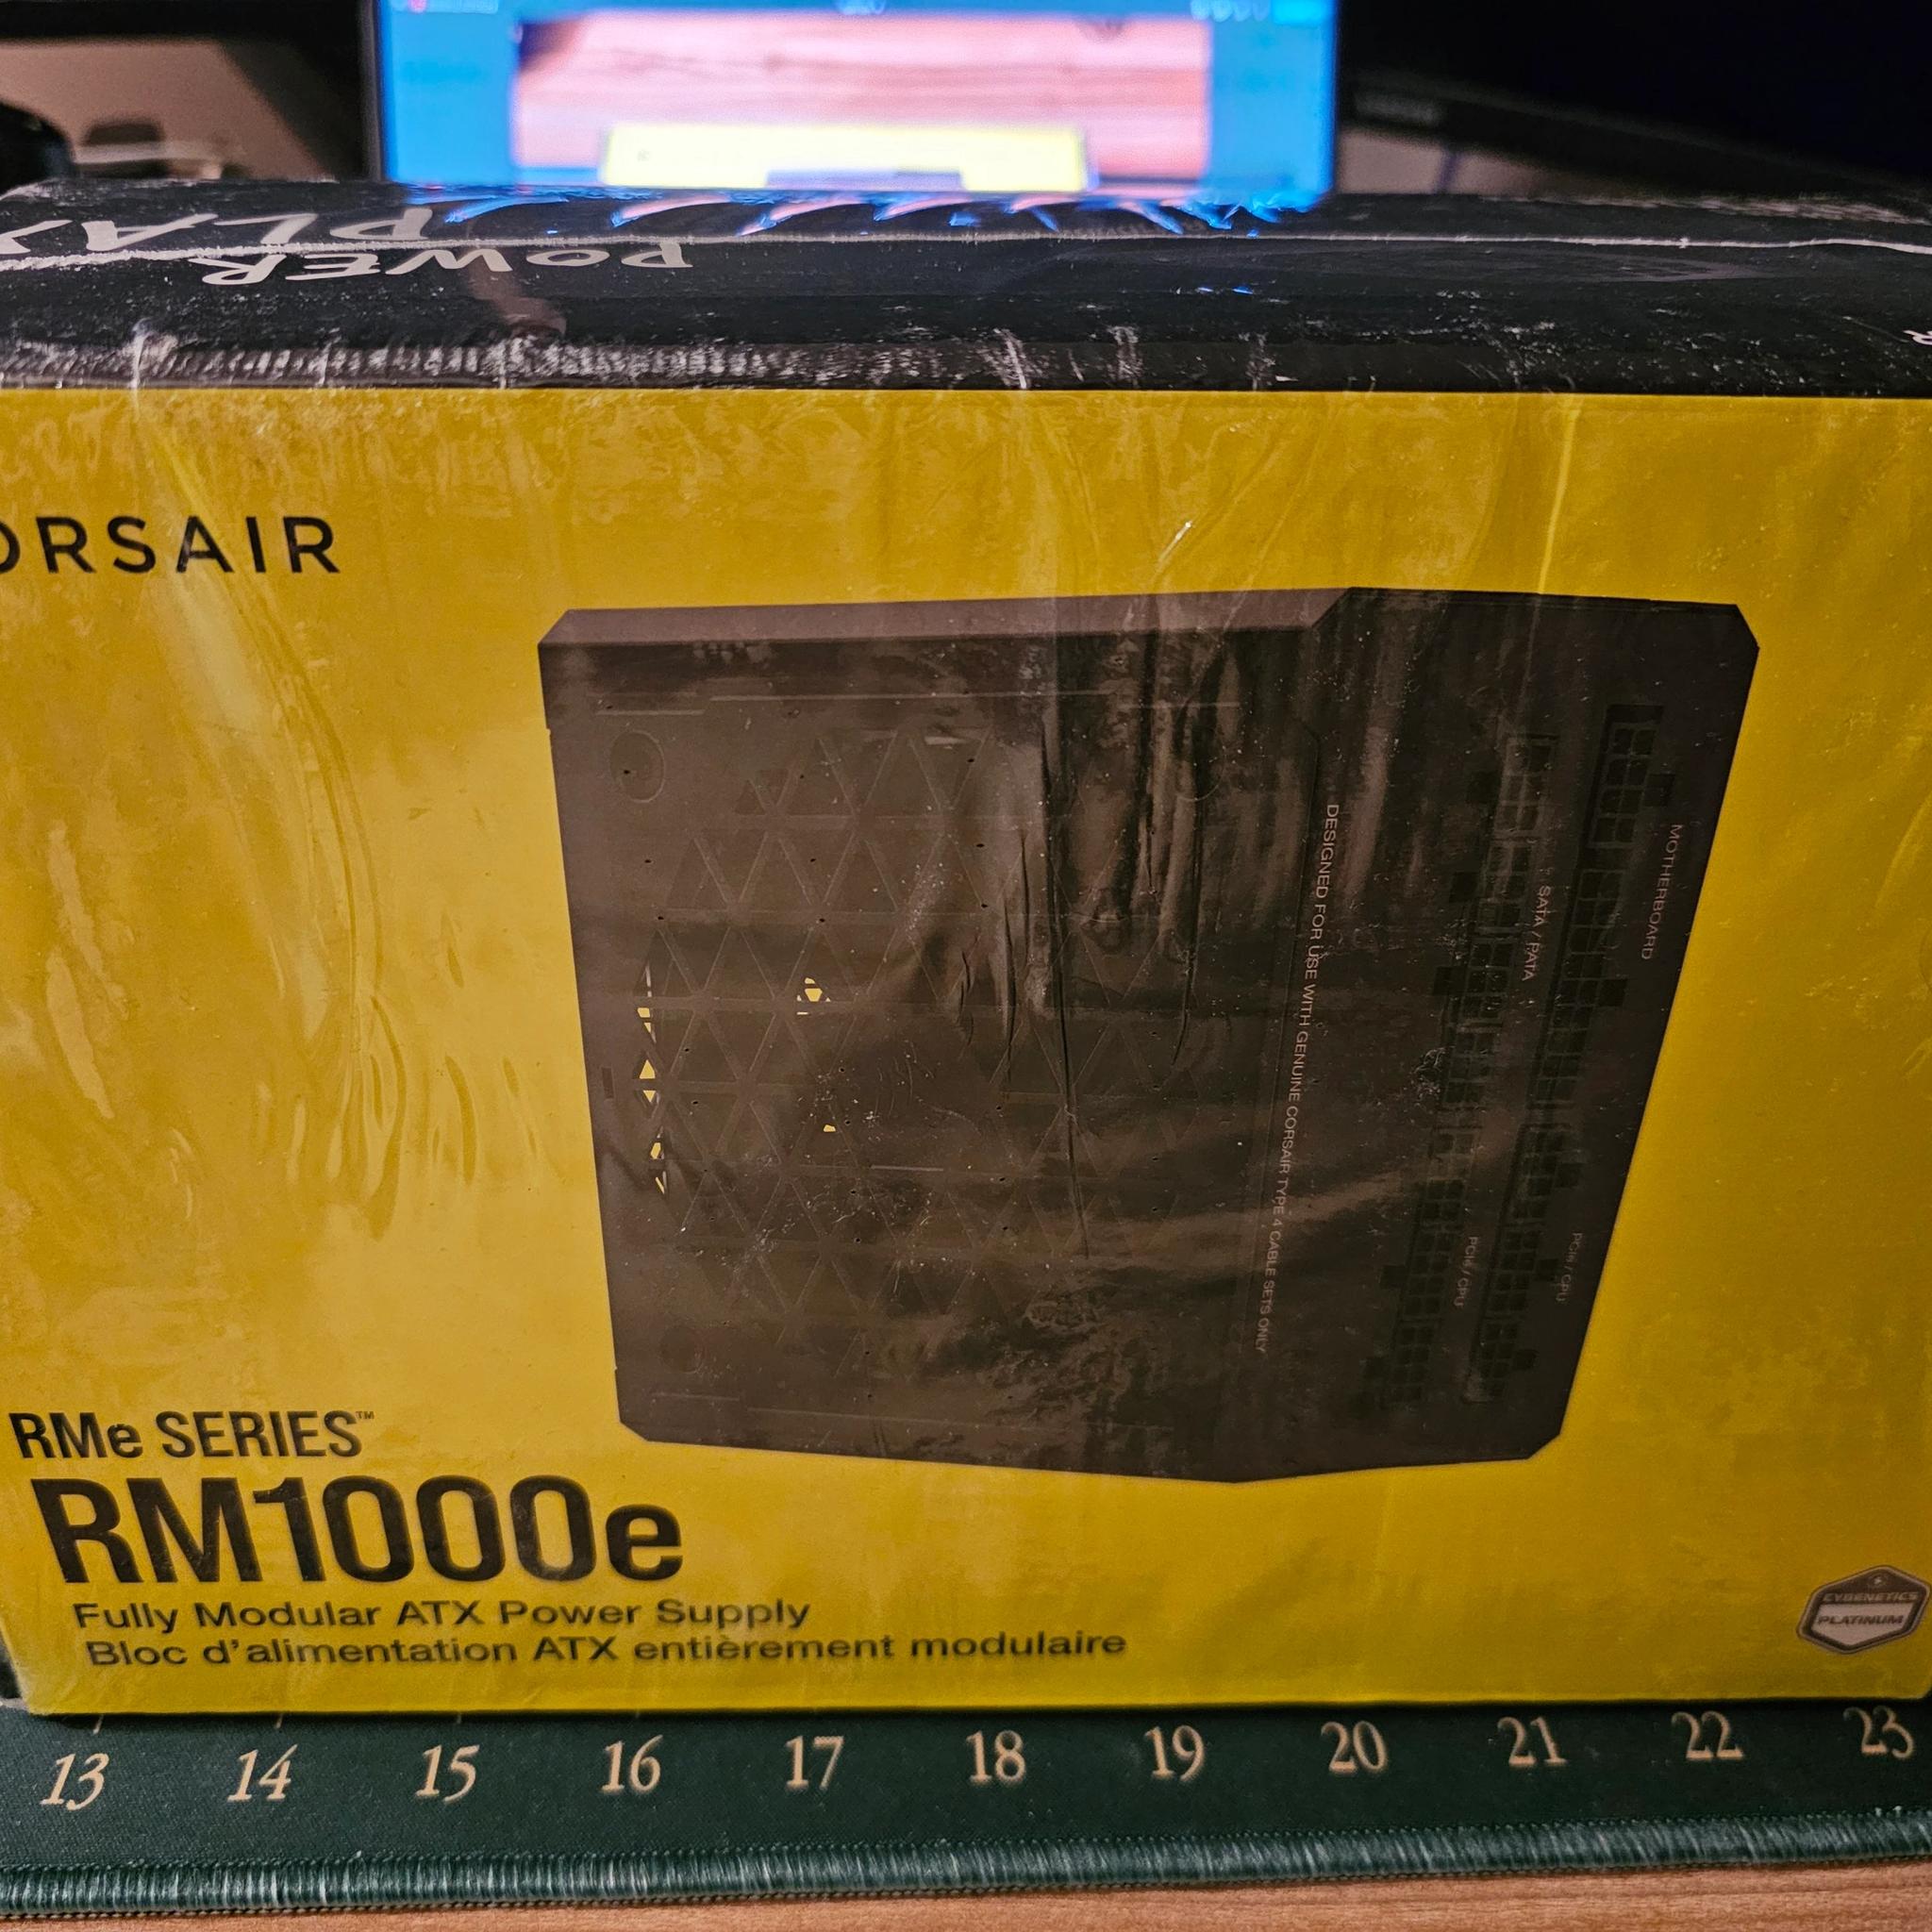 POWER
PLAY
ORSAIR
MOTHERBOARD
SATA / PATA
DESIGNED FOR USE WITH GENUINE CORSAIR TYPE 4 CABLE SETS ONLY
PCIe / CPU
PCIe / CPU
RMe SERIES™
RM1000e
Fully Modular ATX Power Supply
Bloc d'alimentation ATX entièrement modulaire
CYBENETICS
PLATINUM
13 14 15 16 17 18 19 20 21 22 23